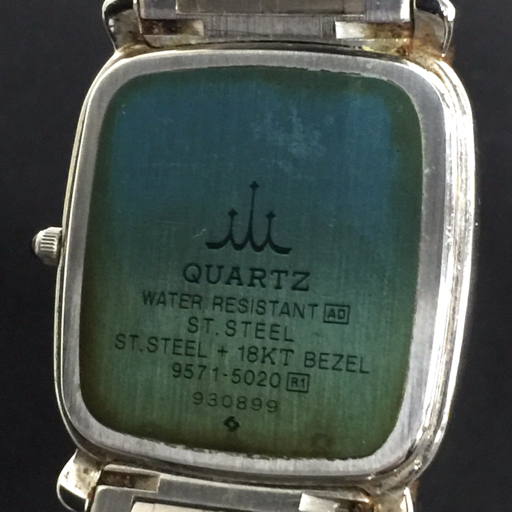 QUARTZ
WATER RESISTANT AD
ST.STEEL
ST.STEEL + 18KT BEZEL
9571-5020 R1
930899